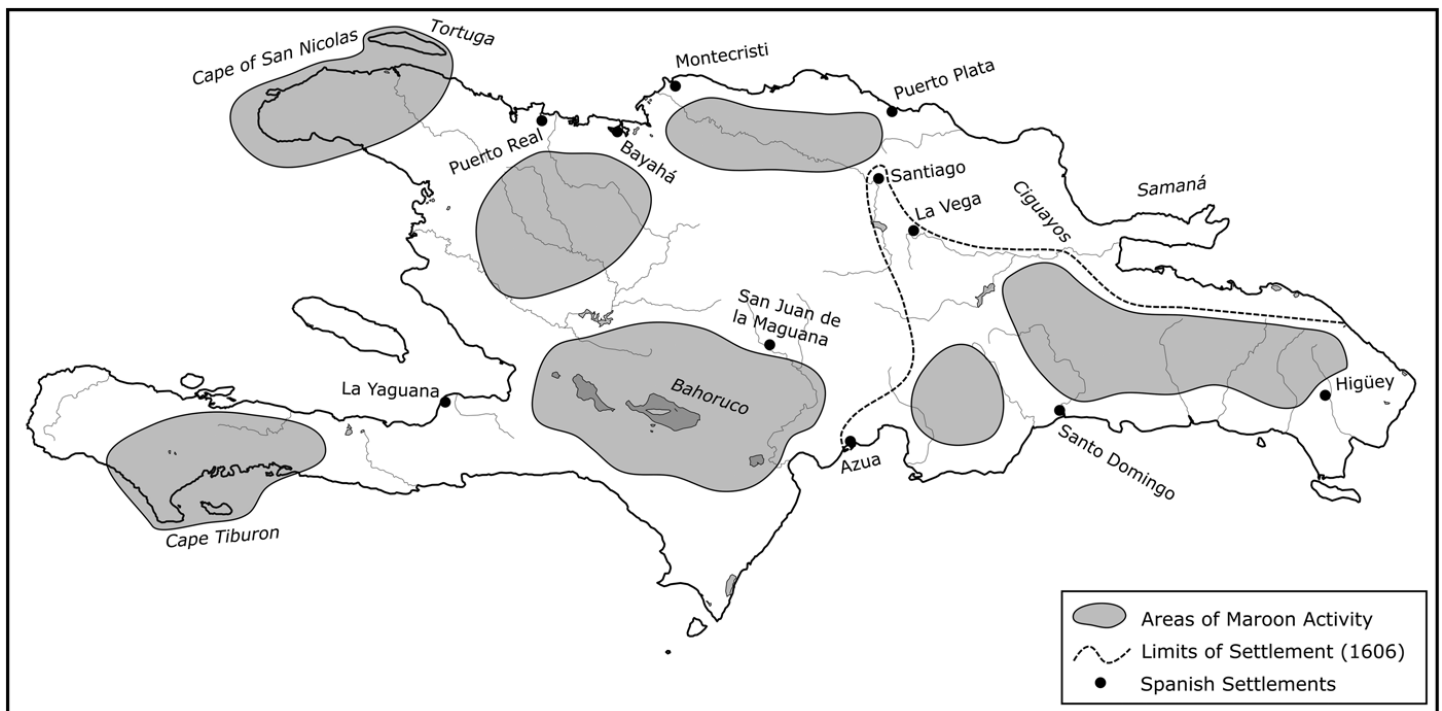 Cape of San Nicolas
Tortuga
Montecristi
Puerto Plata
Puerto Real
Bayahá
Santiago
La Vega
Ciguayos
Samaná
San Juan de
la Maguana
La Yaguana
Bahoruco
Higüey
Azua
Santo Domingo
Cape Tiburon
Areas of Maroon Activity
Limits of Settlement (1606)
Spanish Settlements